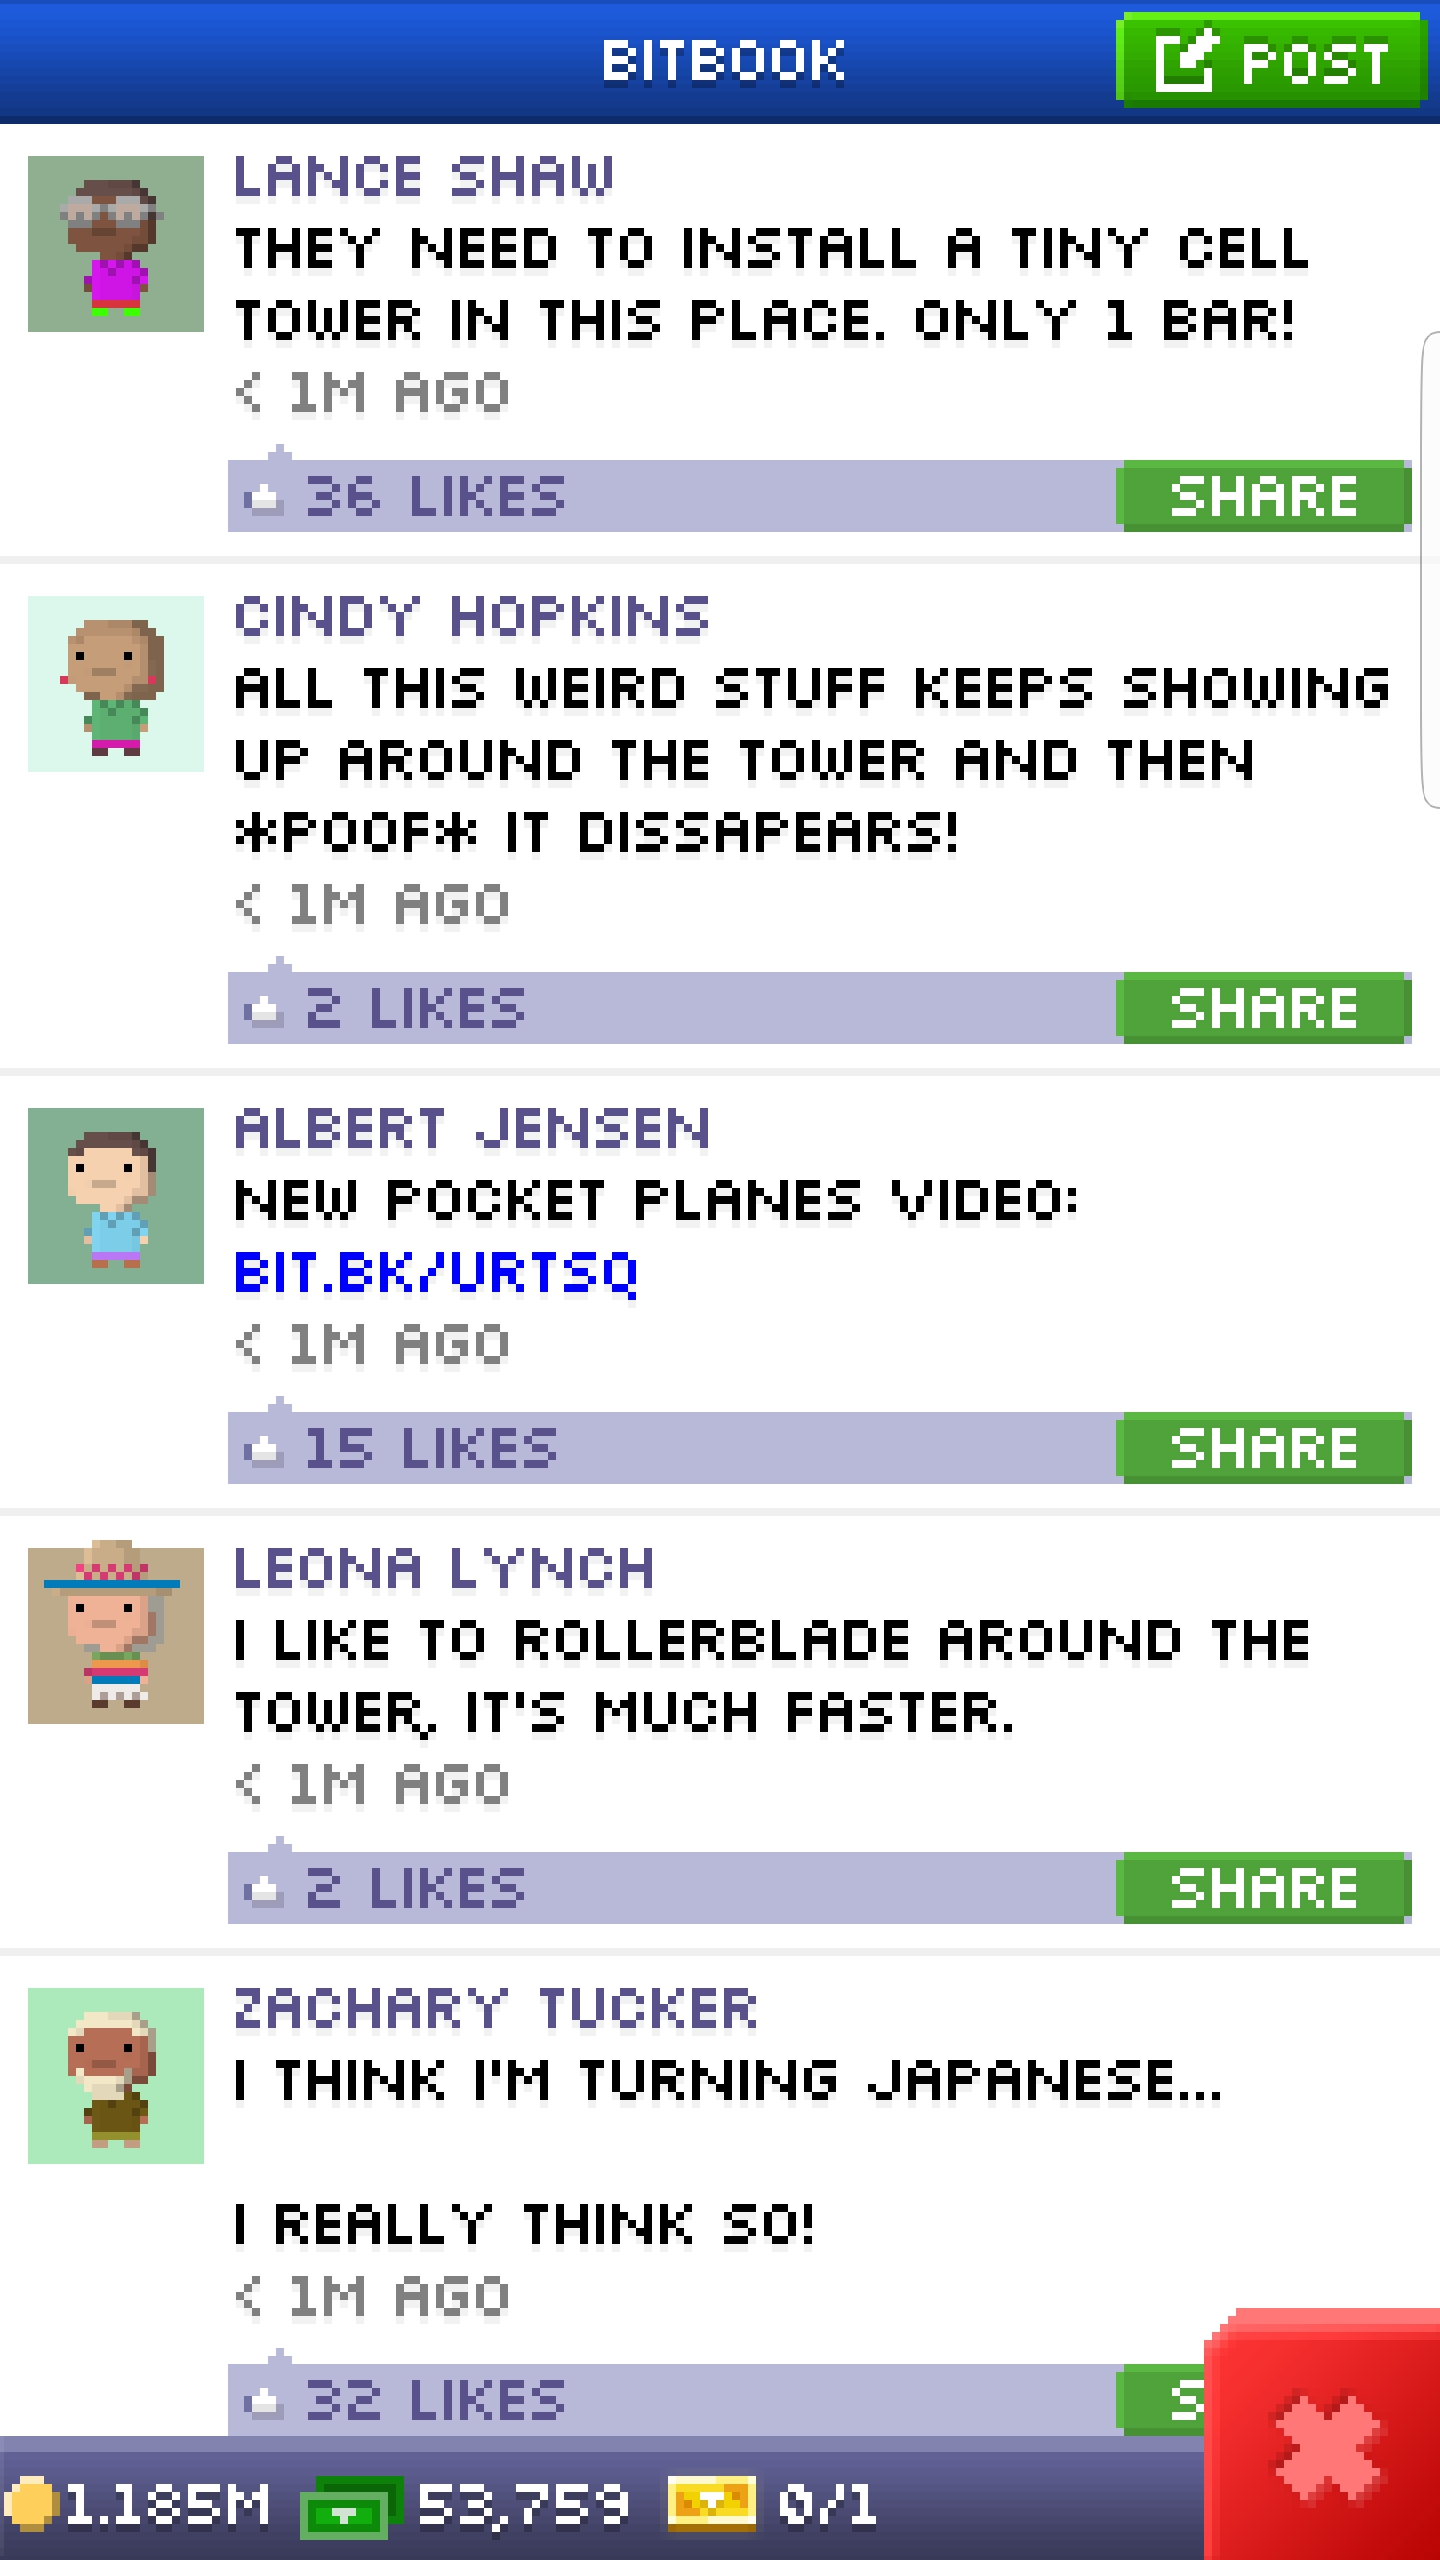 BITBOOK
POST
LANCE SHAW
THEY NEED TO INSTALL A TINY CELL
TOWER IN THIS PLACE. ONLY 1 BAR!
< 1M AGO
36 LIKES
SHARE
CINDY HOPKINS
ALL THIS WEIRD STUFF KEEPS SHOWING
UP AROUND THE TOWER AND THEN
*POOF* IT DISSAPEARS!
< 1M AGO
2 LIKES
SHARE
ALBERT JENSEN
NEW POCKET PLANES VIDEO:
BIT.BK/URTSQ
< 1M AGO
15 LIKES
SHARE
LEONA LYNCH
I LIKE TO ROLLERBLADE AROUND THE
TOWER, IT'S MUCH FASTER.
< 1M AGO
2 LIKES
SHARE
ZACHARY TUCKER
I THINK I'M TURNING JAPANESE...
I REALLY THINK SO!
< 1M AGO
32 LIKES
S
1.185M
53,759
0/1